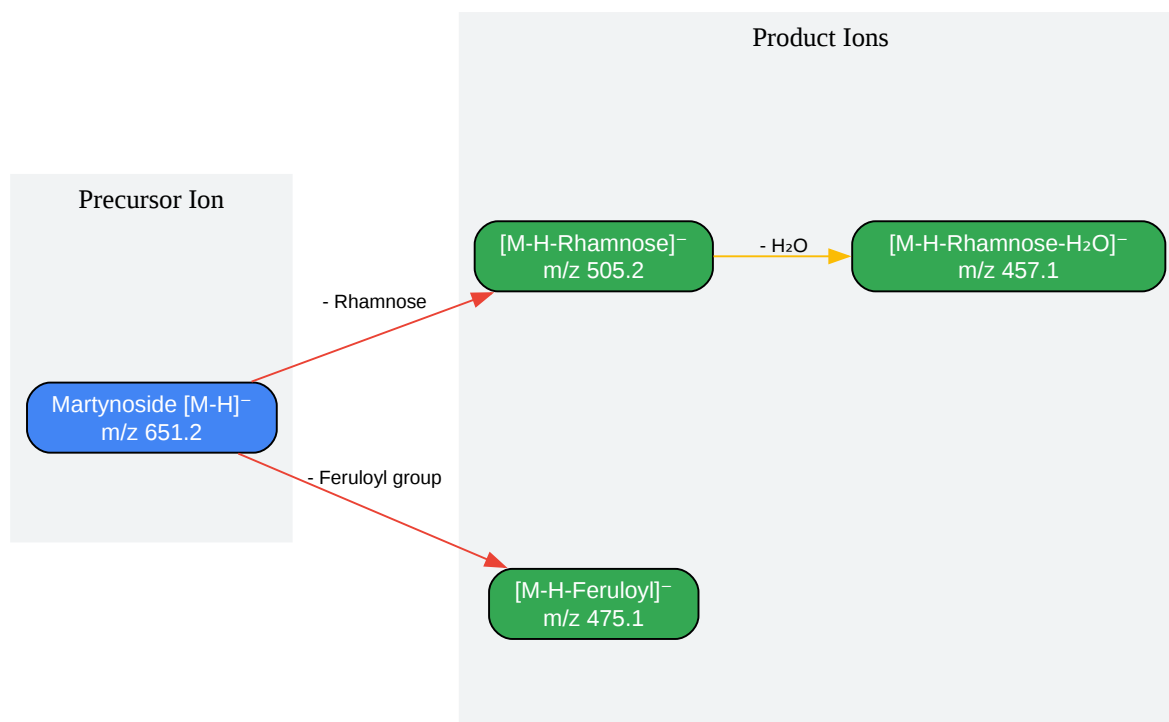 Product Ions
Precursor Ion
[M-H-Rhamnose]⁻
m/z 505.2
- H₂O
[M-H-Rhamnose-H₂O]⁻
m/z 457.1
- Rhamnose
Martynoside [M-H]⁻
m/z 651.2
- Feruloyl group
[M-H-Feruloyl]⁻
m/z 475.1